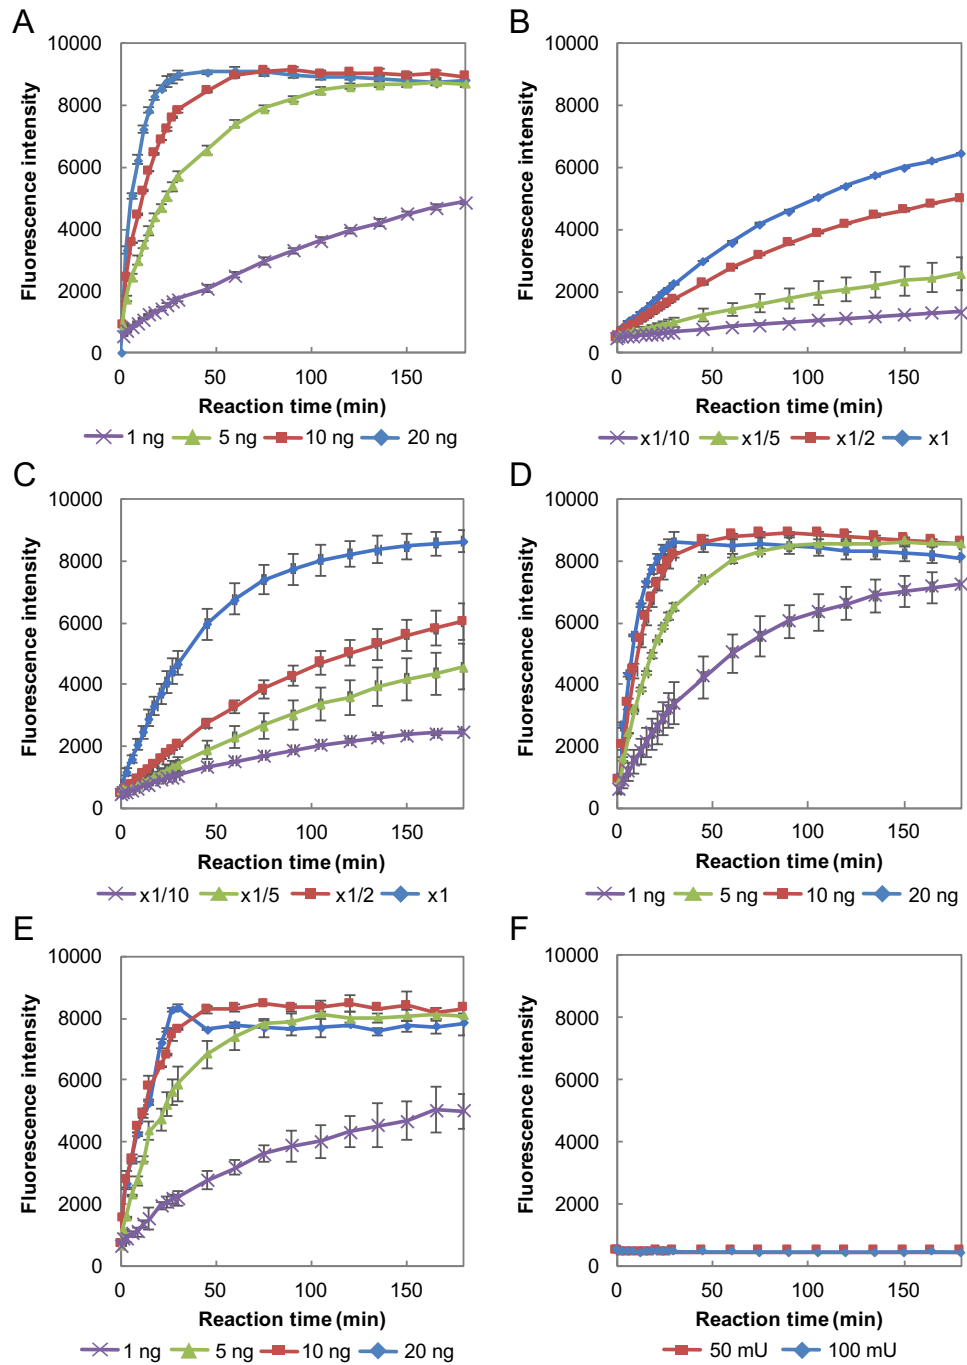 A
B
10000
8000
6000
4000
2000
0
Fluorescence intensity
0 50 100 150
Reaction time (min)
1 ng 5 ng 10 ng 20 ng
10000
8000
6000
4000
2000
0
Fluorescence intensity
0 50 100 150
Reaction time (min)
x1/10 x1/5 x1/2 x1
C
D
10000
8000
6000
4000
2000
0
Fluorescence intensity
0 50 100 150
Reaction time (min)
x1/10 x1/5 x1/2 x1
10000
8000
6000
4000
2000
0
Fluorescence intensity
0 50 100 150
Reaction time (min)
1 ng 5 ng 10 ng 20 ng
E
F
10000
8000
6000
4000
2000
0
Fluorescence intensity
0 50 100 150
Reaction time (min)
1 ng 5 ng 10 ng 20 ng
10000
8000
6000
4000
2000
0
Fluorescence intensity
0 50 100 150
Reaction time (min)
50 mU 100 mU